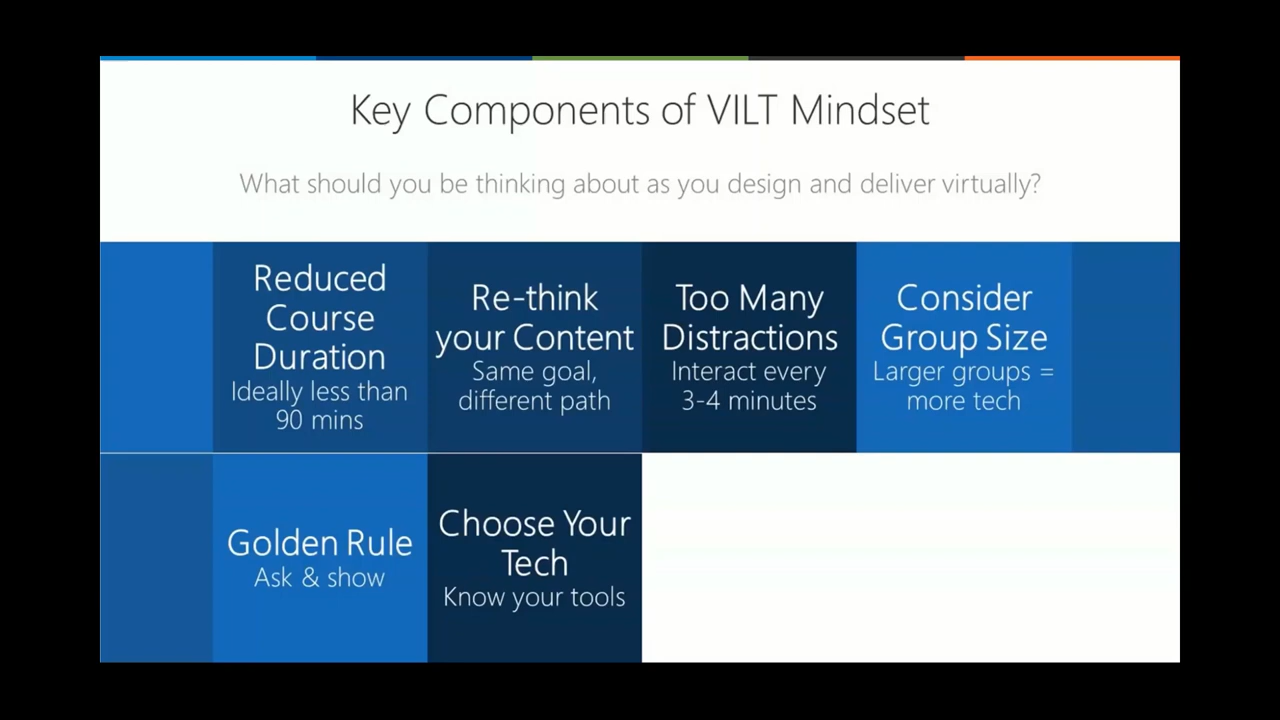 Key Components of VILT Mindset
What should you be thinking about as you design and deliver virtually?
Reduced
Course
Duration
Ideally less than
90 mins
Re-think
your Content
Same goal,
different path
Too Many
Distractions
Interact every
3-4 minutes
Consider
Group Size
Larger groups =
more tech
Golden Rule
Ask & show
Choose Your
Tech
Know your tools